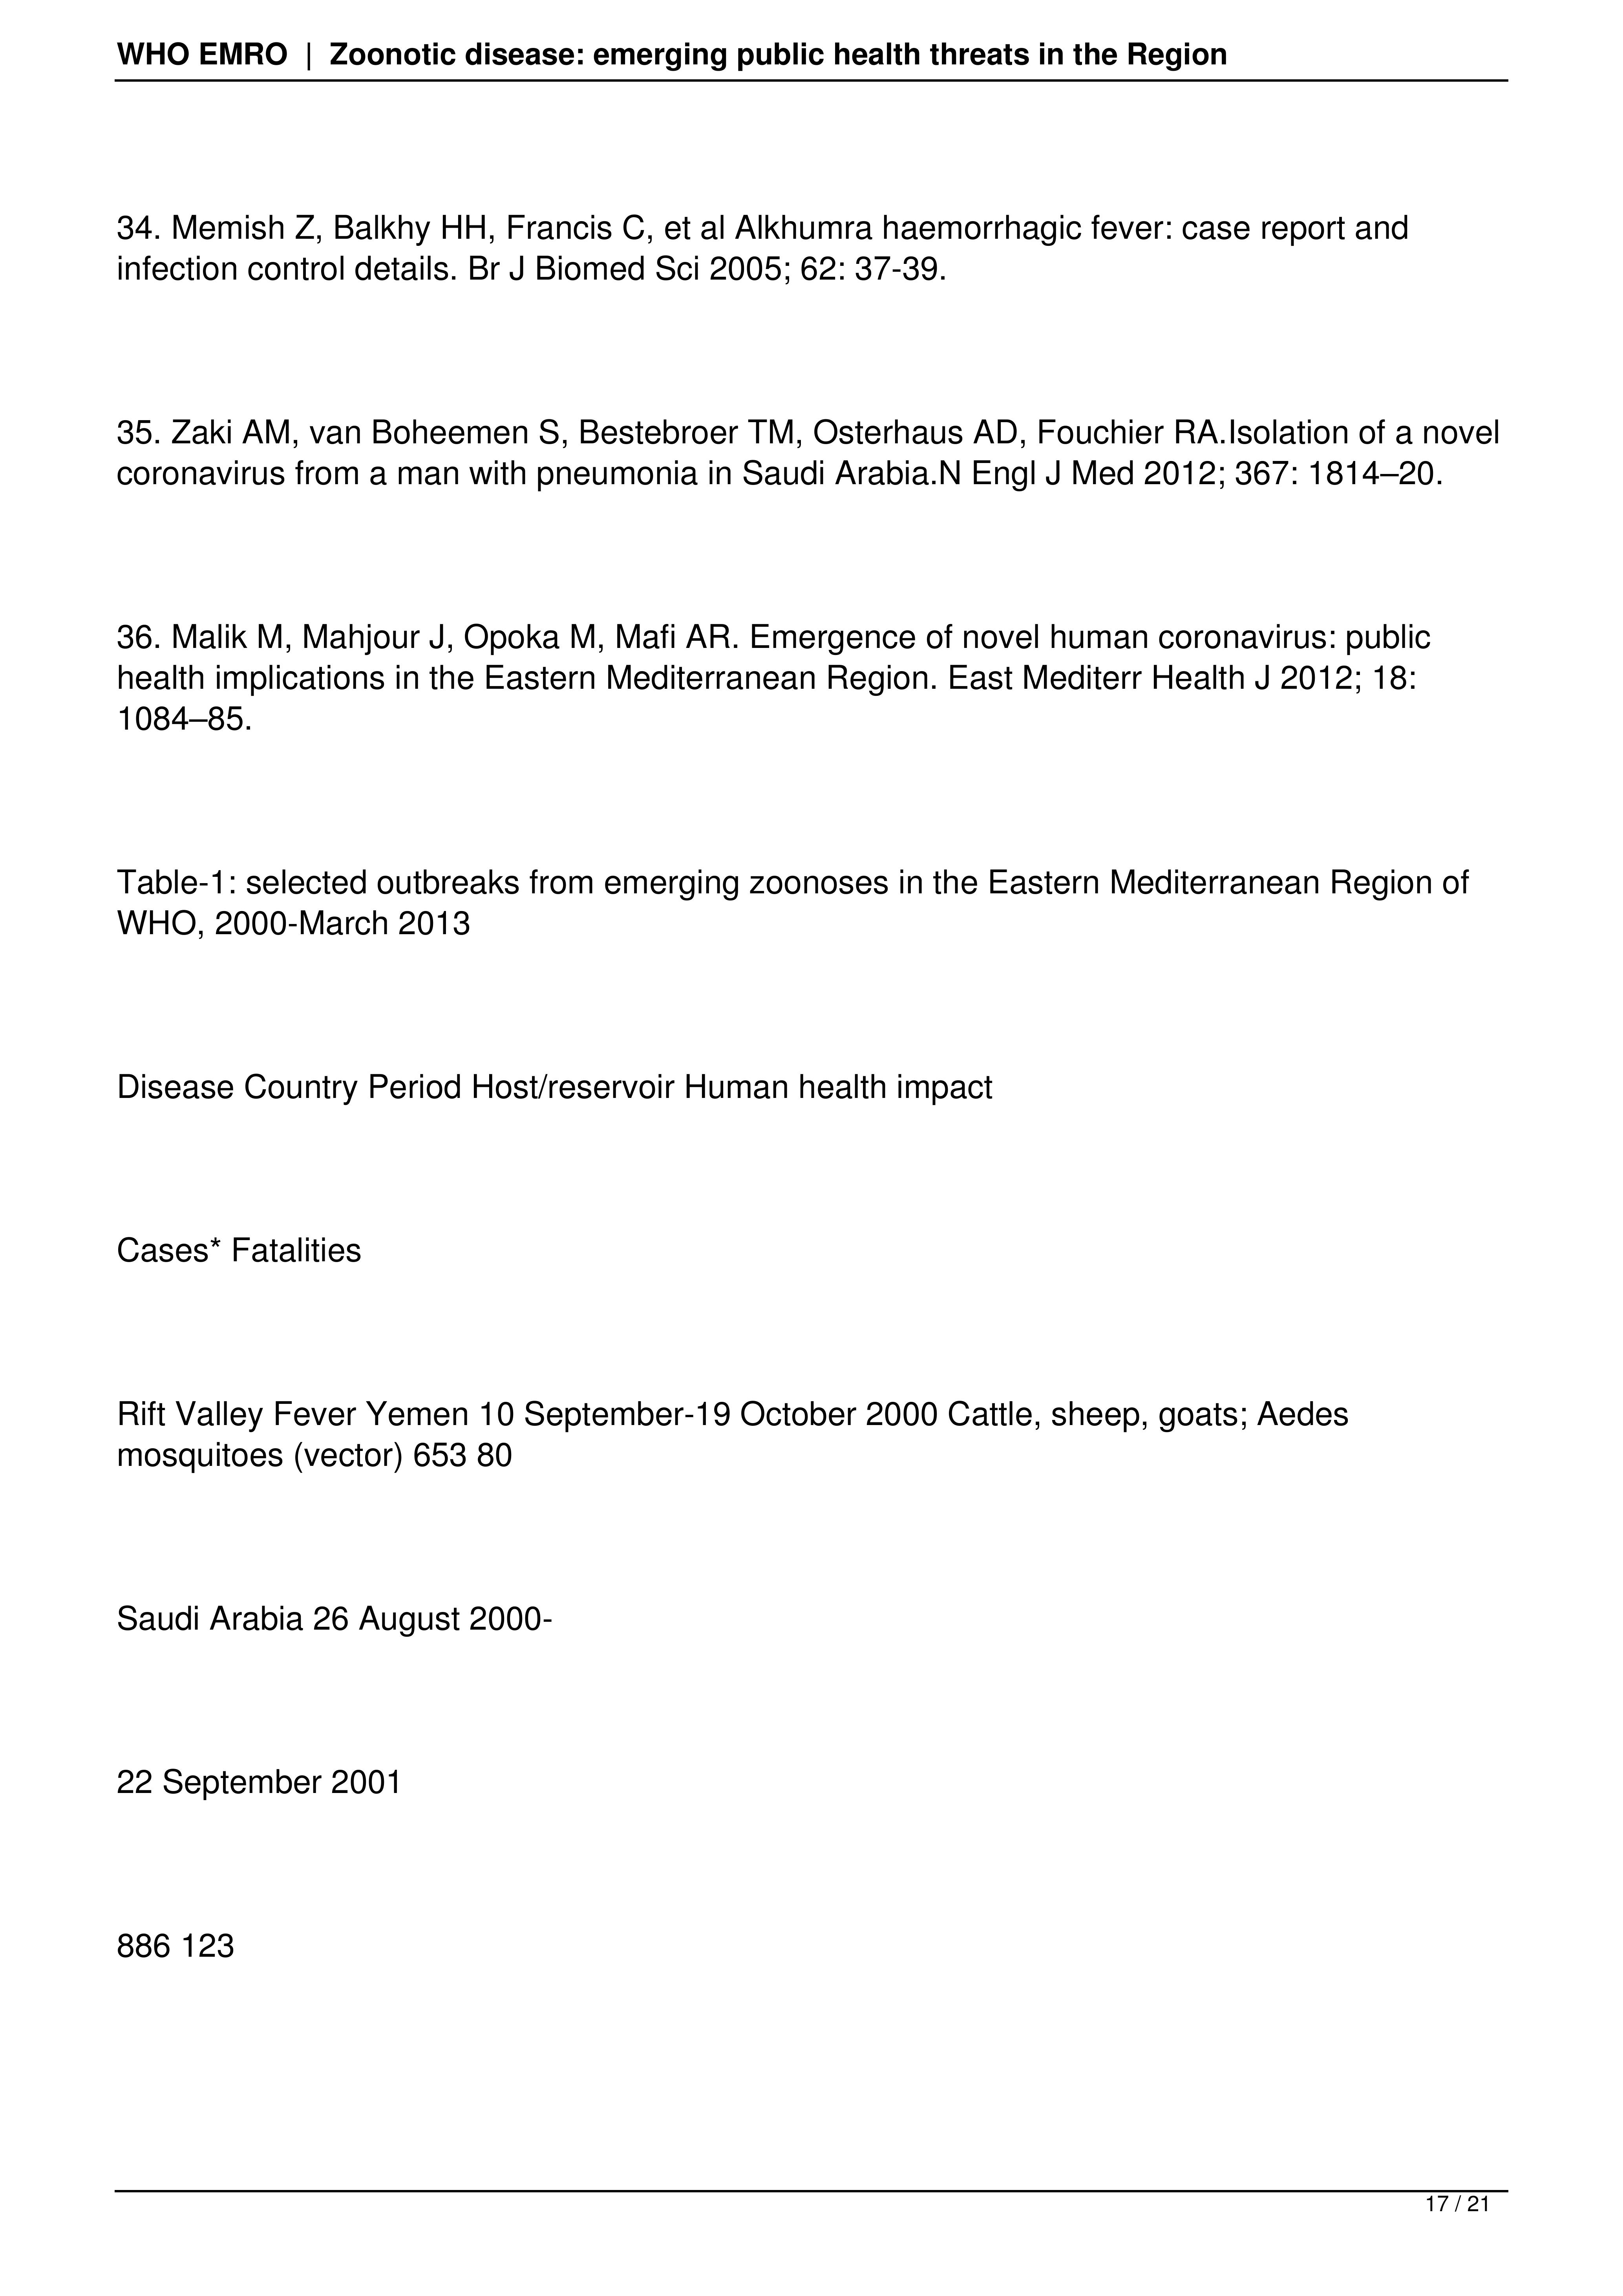 WHO EMRO | Zoonotic disease: emerging public health threats in the Region
34. Memish Z, Balkhy HH, Francis C, et al Alkhumra haemorrhagic fever: case report and
infection control details. Br J Biomed Sci 2005; 62: 37-39.
35. Zaki AM, van Boheemen S, Bestebroer TM, Osterhaus AD, Fouchier RA.Isolation of a novel
coronavirus from a man with pneumonia in Saudi Arabia.N Engl J Med 2012; 367: 1814–20.
36. Malik M, Mahjour J, Opoka M, Mafi AR. Emergence of novel human coronavirus: public
health implications in the Eastern Mediterranean Region. East Mediterr Health J 2012; 18:
1084–85.
Table-1: selected outbreaks from emerging zoonoses in the Eastern Mediterranean Region of
WHO, 2000-March 2013
Disease Country Period Host/reservoir Human health impact
Cases* Fatalities
Rift Valley Fever Yemen 10 September-19 October 2000 Cattle, sheep, goats; Aedes
mosquitoes (vector) 653 80
Saudi Arabia 26 August 2000-
22 September 2001
886 123
17 / 21